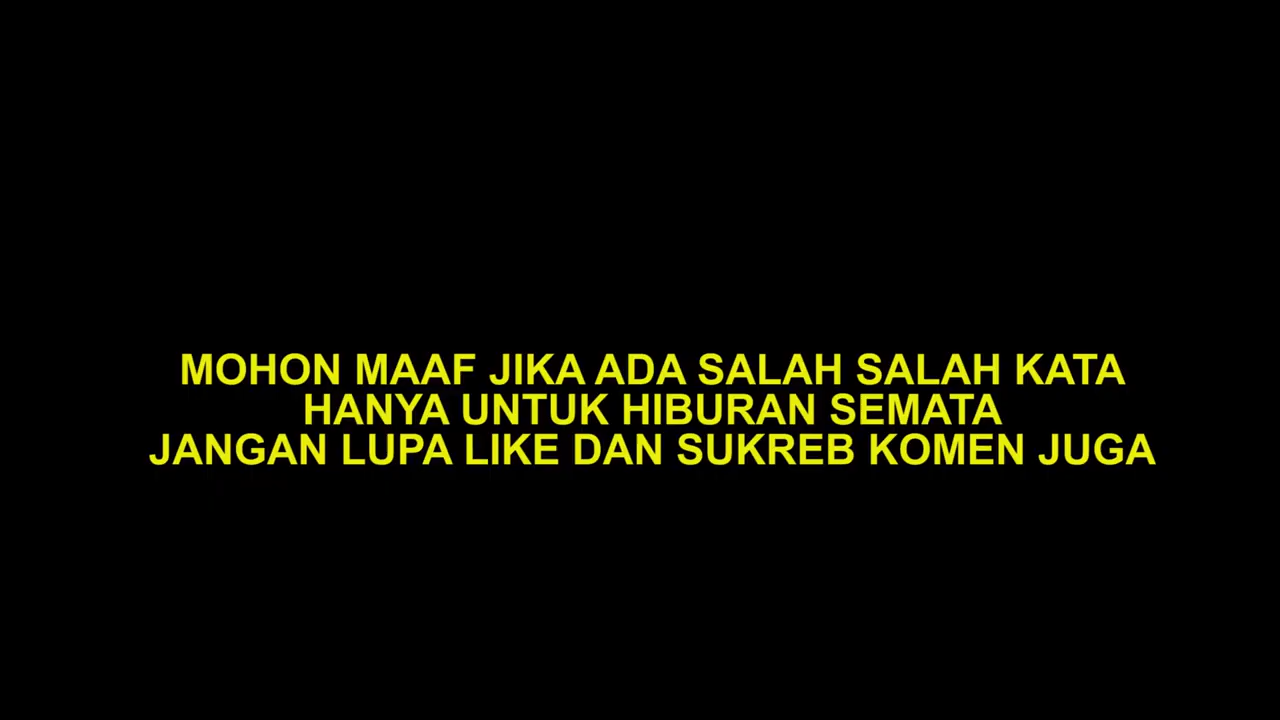 MOHON MAAF JIKA ADA SALAH SALAH KATA
HANYA UNTUK HIBURAN SEMATA
JANGAN LUPA LIKE DAN SUKREB KOMEN JUGA